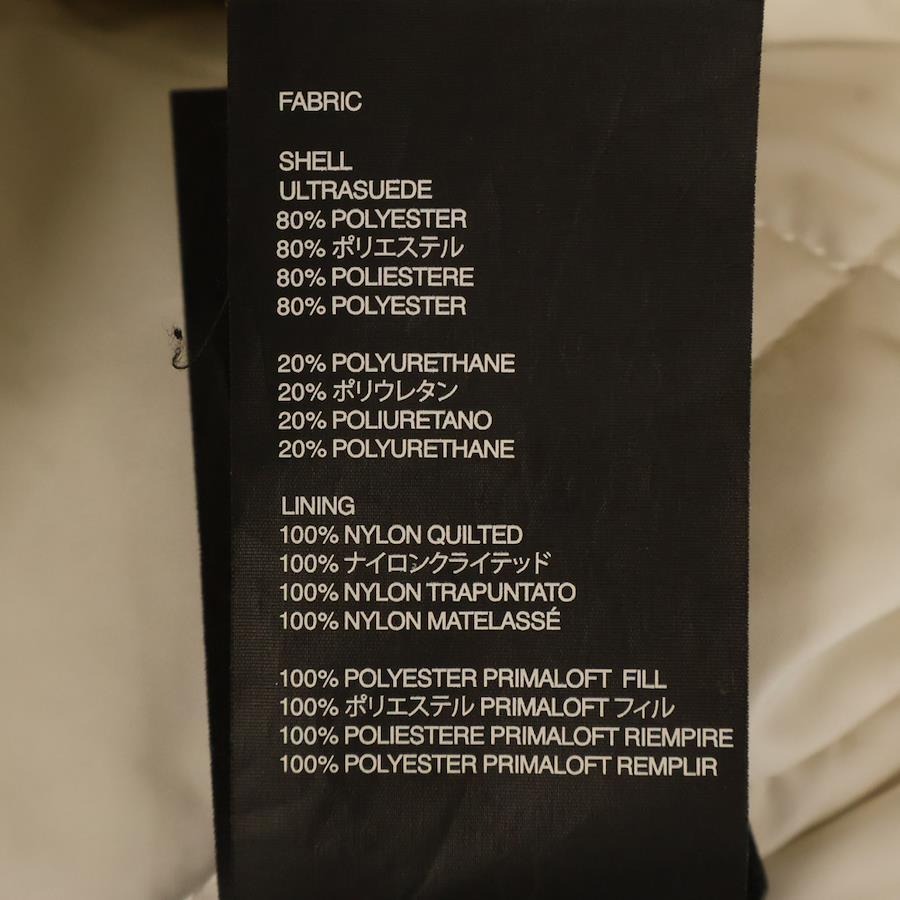 FABRIC
SHELL
ULTRASUEDE
80% POLYESTER
80% ポリエステル
80% POLIESTERE
80% POLYESTER
20% POLYURETHANE
20% ポリウレタン
20% POLIURETANO
20% POLYURETHANE
LINING
100% NYLON QUILTED
100% ナイロンクライテッド
100% NYLON TRAPUNTATO
100% NYLON MATELASSÉ
100% POLYESTER PRIMALOFT FILL
100% ポリエステル PRIMALOFT フィル
100% POLIESTERE PRIMALOFT RIEMPIRE
100% POLYESTER PRIMALOFT REMPLIR